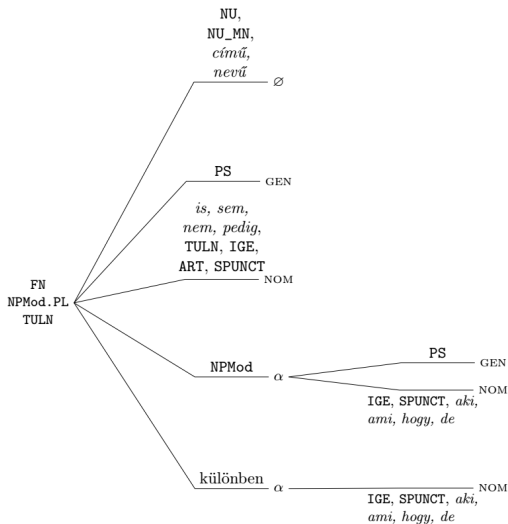 NU,
NU_MN,
című,
nevű
∅
PS
GEN
is, sem,
nem, pedig,
TULN, IGE,
ART, SPUNCT
NOM
FN
NPMod.PL
TULN
NPMod
α
PS
GEN
NOM
IGE, SPUNCT, aki,
ami, hogy, de
különben
α
NOM
IGE, SPUNCT, aki,
ami, hogy, de